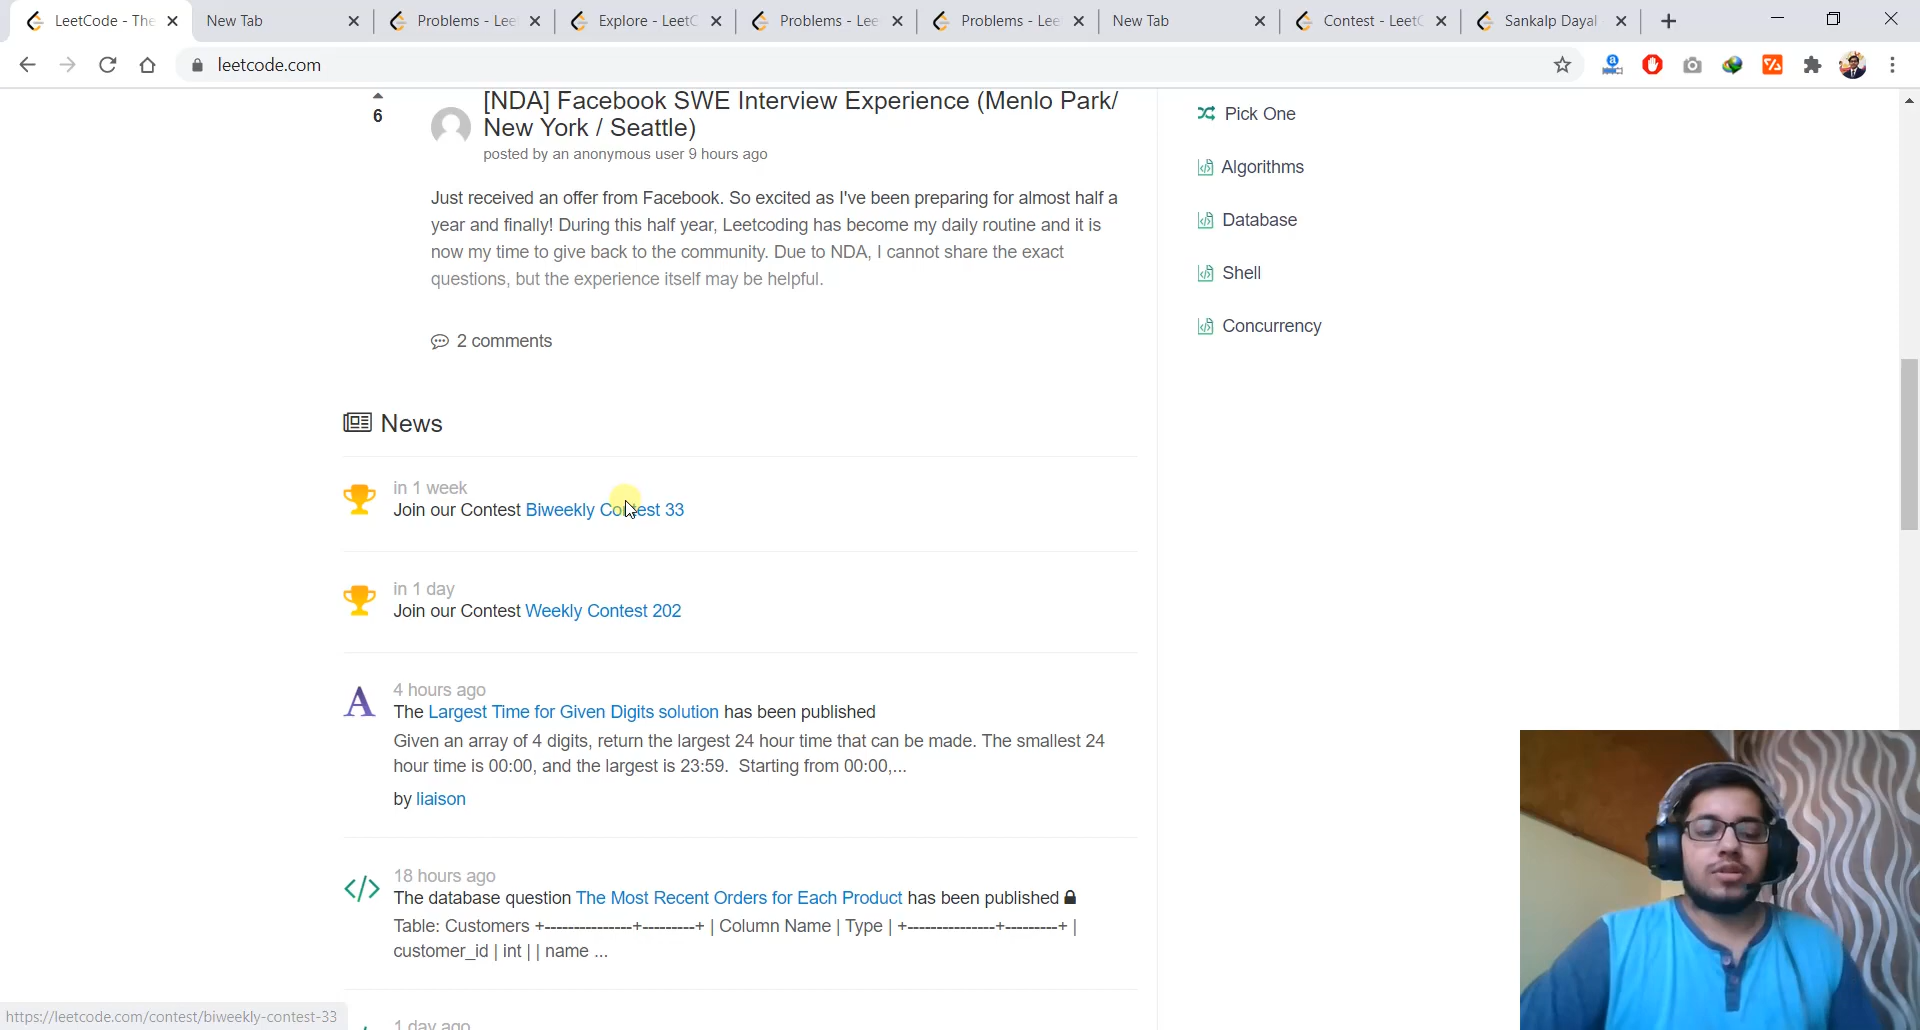 LeetCode - The
New Tab
Problems - Lee
Explore - LeetC
Problems - Lee
Problems - Lee
New Tab
Contest - LeetC
Sankalp Dayal
leetcode.com
6
[NDA] Facebook SWE Interview Experience (Menlo Park/
New York / Seattle)
posted by an anonymous user 9 hours ago
Just received an offer from Facebook. So excited as I've been preparing for almost half a
year and finally! During this half year, Leetcoding has become my daily routine and it is
now my time to give back to the community. Due to NDA, I cannot share the exact
questions, but the experience itself may be helpful.
2 comments
Pick One
Algorithms
Database
Shell
Concurrency
News
in 1 week
Join our Contest Biweekly Contest 33
in 1 day
Join our Contest Weekly Contest 202
4 hours ago
The Largest Time for Given Digits solution has been published
Given an array of 4 digits, return the largest 24 hour time that can be made. The smallest 24
hour time is 00:00, and the largest is 23:59. Starting from 00:00,...
by liaison
18 hours ago
The database question The Most Recent Orders for Each Product has been published
Table: Customers +---------------+---------+ | Column Name | Type | +---------------+---------+ |
customer_id | int | | name ...
1 day ago
https://leetcode.com/contest/biweekly-contest-33